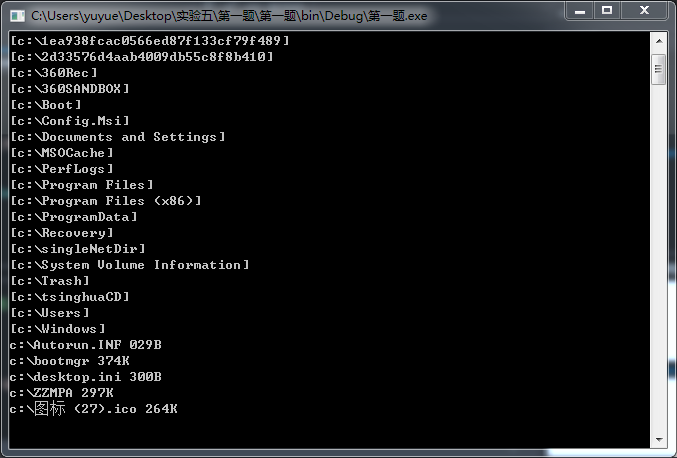 C:\Users\yuyue\Desktop\实验五\第一题\第一题\bin\Debug\第一题.exe
[c:\1ea938fcac0566ed87f133cf79f489]
[c:\2d33576d4aab4009db55c8f8b410]
[c:\360Rec]
[c:\360SANDBOX]
[c:\Boot]
[c:\Config.Msi]
[c:\Documents and Settings]
[c:\MSOCache]
[c:\PerfLogs]
[c:\Program Files]
[c:\Program Files (x86)]
[c:\ProgramData]
[c:\Recovery]
[c:\singleNetDir]
[c:\System Volume Information]
[c:\Trash]
[c:\tsinghuaCD]
[c:\Users]
[c:\Windows]
c:\Autorun.INF 029B
c:\bootmgr 374K
c:\desktop.ini 300B
c:\ZZMPA 297K
c:\图标 (27).ico 264K